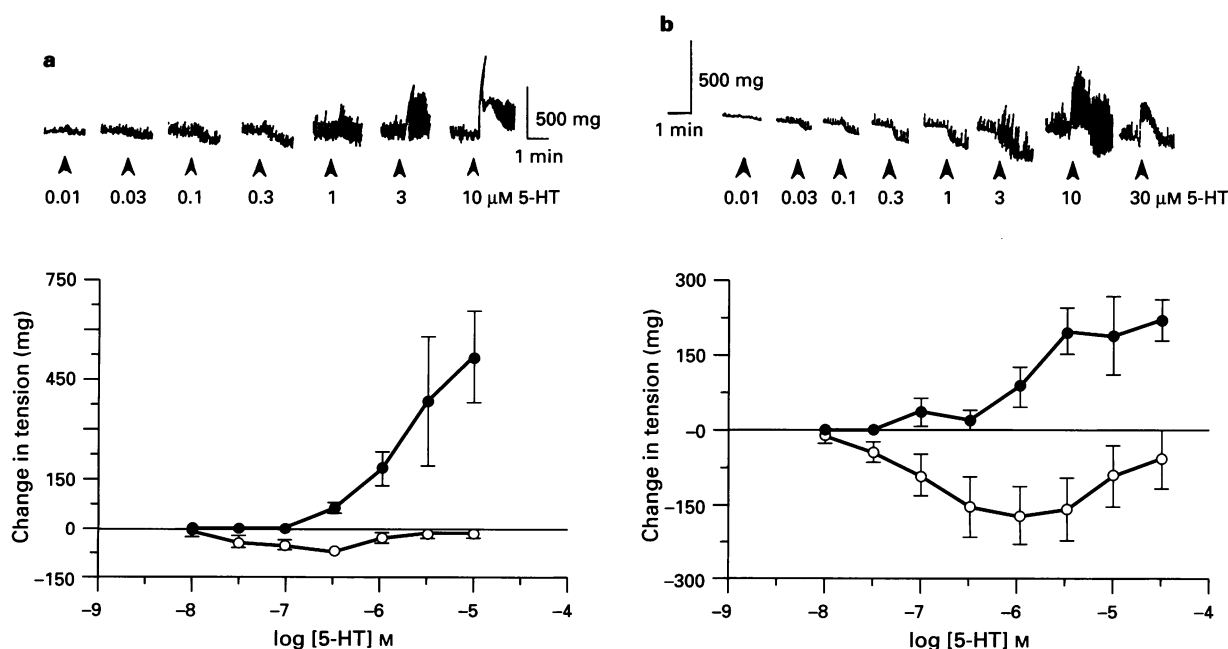 a
500 mg
1 min
0.01 0.03 0.1 0.3 1 3 10 μM 5-HT
b
500 mg
1 min
0.01 0.03 0.1 0.3 1 3 10 30 μM 5-HT
Change in tension (mg)
750
450
150
0
−150
−9 −8 −7 −6 −5 −4
log [5-HT] M
Change in tension (mg)
300
150
−0
−150
−300
−9 −8 −7 −6 −5 −4
log [5-HT] M